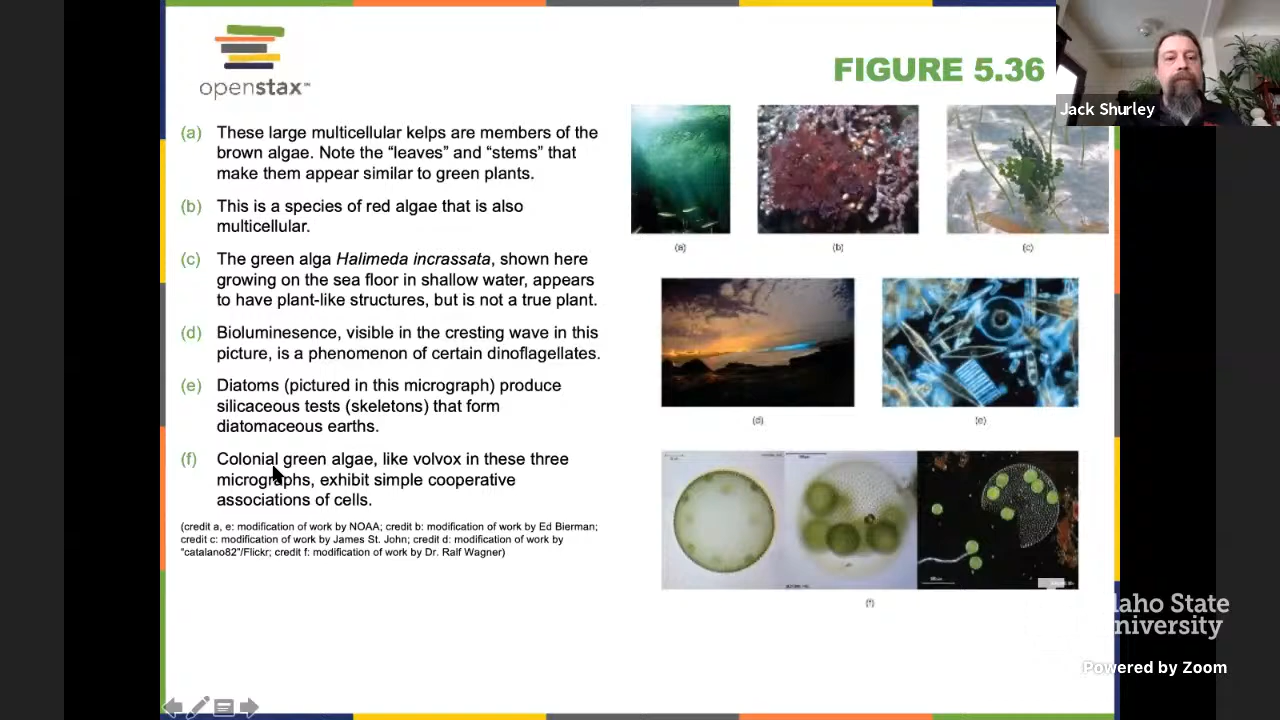 openstax™
FIGURE 5.36
Jack Shurley
(a) These large multicellular kelps are members of the
brown algae. Note the “leaves” and “stems” that
make them appear similar to green plants.
(b) This is a species of red algae that is also
multicellular.
(c) The green alga Halimeda incrassata, shown here
growing on the sea floor in shallow water, appears
to have plant-like structures, but is not a true plant.
(d) Bioluminesence, visible in the cresting wave in this
picture, is a phenomenon of certain dinoflagellates.
(e) Diatoms (pictured in this micrograph) produce
silicaceous tests (skeletons) that form
diatomaceous earths.
(f) Colonial green algae, like volvox in these three
micrographs, exhibit simple cooperative
associations of cells.
(credit a, e: modification of work by NOAA; credit b: modification of work by Ed Bierman;
credit c: modification of work by James St. John; credit d: modification of work by
"catalano82"/Flickr; credit f: modification of work by Dr. Ralf Wagner)
(a)
(b)
(c)
(d)
(e)
(f)
aho State
niversity
Powered by Zoom